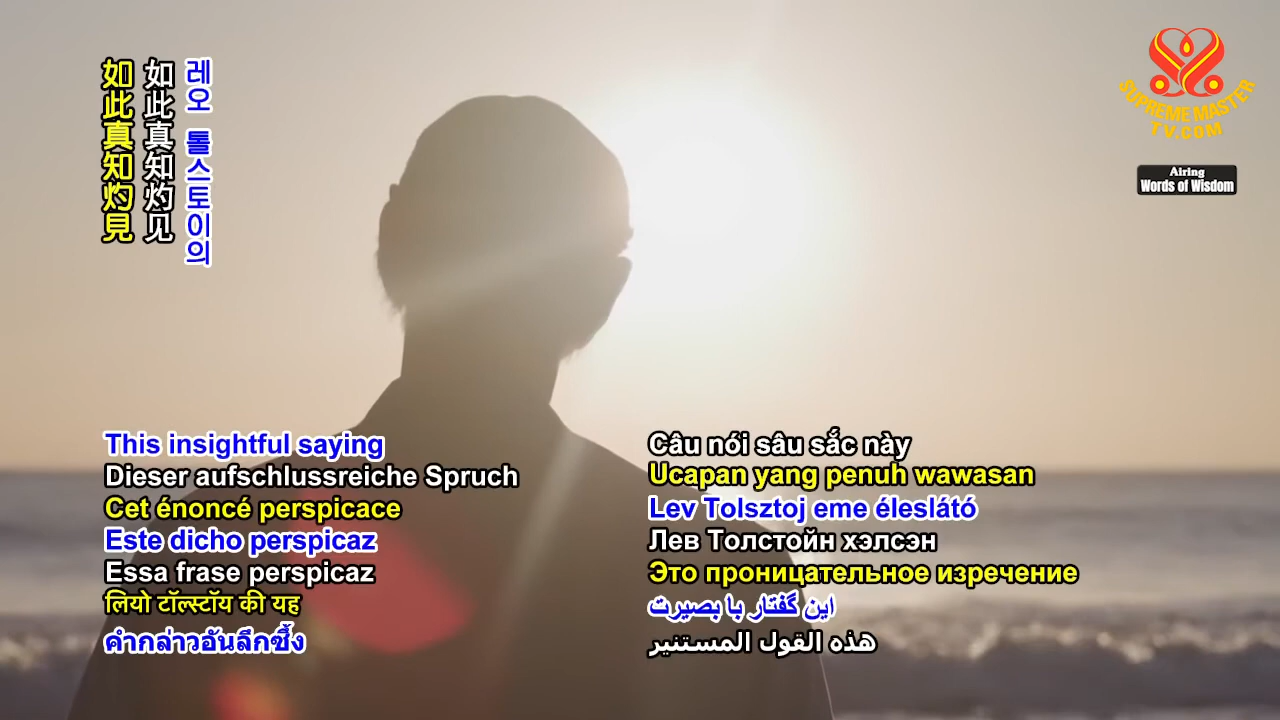 如此真知灼見
如此真知灼见
레오 톨스토이의
SUPREME MASTER
TV.COM
Airing
Words of Wisdom
This insightful saying
Dieser aufschlussreiche Spruch
Cet énoncé perspicace
Este dicho perspicaz
Essa frase perspicaz
लियो टॉल्स्टॉय की यह
คำกล่าวอันลึกซึ้ง
Câu nói sâu sắc này
Ucapan yang penuh wawasan
Lev Tolsztoj eme éleslátó
Лев Толстойн хэлсэн
Это проницательное изречение
این گفتار با بصیرت
هذه القول المستنير